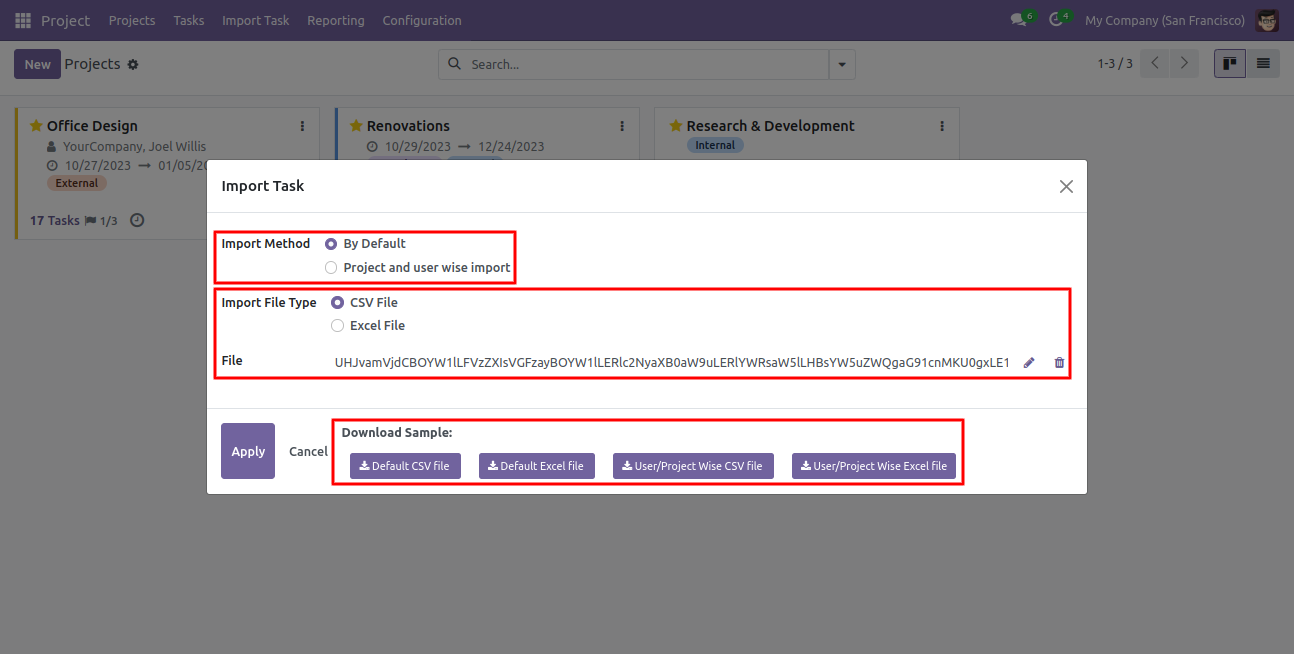 Project Projects Tasks Import Task Reporting Configuration 6 4 My Company (San Francisco)
New Projects Search... 1-3 / 3
Office Design
YourCompany, Joel Willis
10/27/2023 → 01/05/20
External
17 Tasks 1/3
Renovations
10/29/2023 → 12/24/2023
Research & Development
Internal
Import Task
Import Method By Default
Project and user wise import
Import File Type CSV File
Excel File
File UHJvamVjdCBOYW1lLFVzZXIsVGFzayBOYW1lLERlc2NyaXB0aW9uLERlYWRsaW5lLHBsYW5uZWQgaG91cnMKU0gxLE1
Apply Cancel
Download Sample:
Default CSV file Default Excel file User/Project Wise CSV file User/Project Wise Excel file